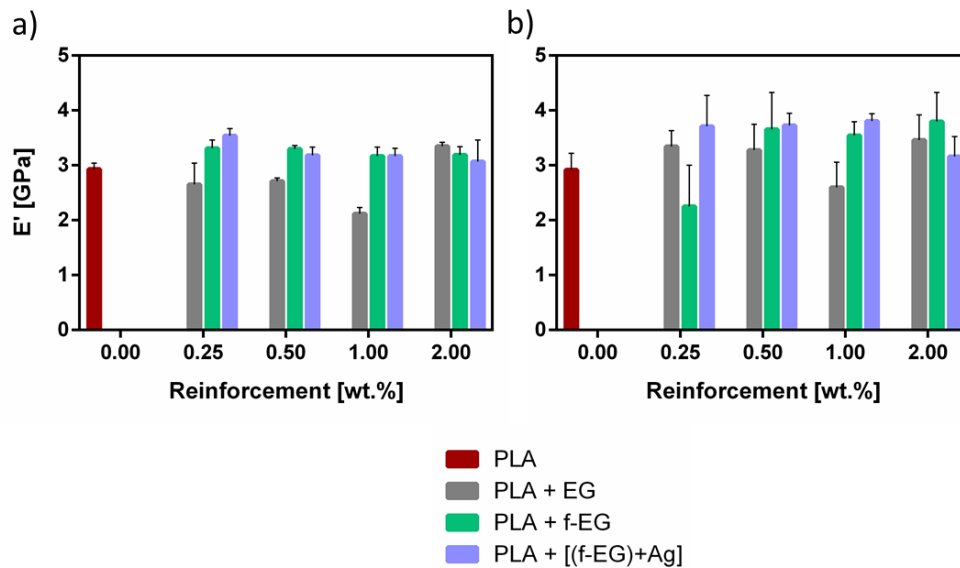 a)
5
4
3
2
1
0
E' [GPa]
0.00 0.25 0.50 1.00 2.00
Reinforcement [wt.%]
b)
5
4
3
2
1
0
0.00 0.25 0.50 1.00 2.00
Reinforcement [wt.%]
PLA
PLA + EG
PLA + f-EG
PLA + [(f-EG)+Ag]